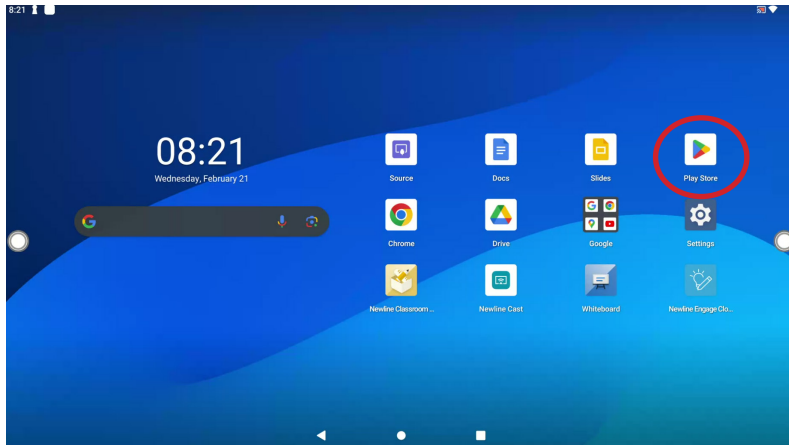 8:21
08:21
Wednesday, February 21
Source
Docs
Slides
Play Store
Chrome
Drive
Google
Settings
Newline Classroom ...
Newline Cast
Whiteboard
Newline Engage Clo...